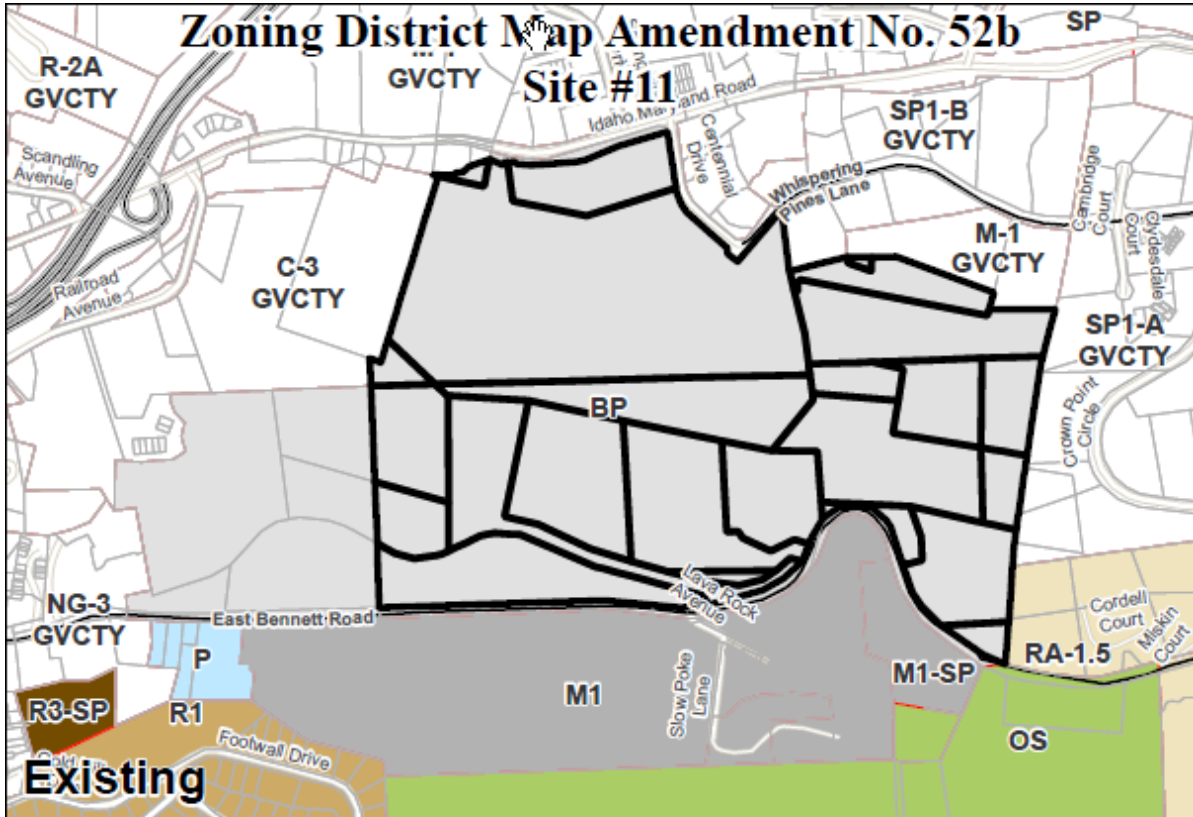 Zoning District Map Amendment No. 52b
Site #11
SP
R-2A
GVCTY
GVCTY
Idaho Maryland Road
SP1-B
GVCTY
Scandling
Avenue
Centennial
Drive
Whispering
Pines Lane
Cambridge
Court
Court
Clydesdale
M-1
GVCTY
C-3
GVCTY
Railroad
Avenue
SP1-A
GVCTY
Crown Point
Circle
BP
Lava Rock
Avenue
NG-3
GVCTY
East Bennett Road
Cordell
Court
Miskin
Court
P
RA-1.5
M1-SP
M1
Slow Poke
Lane
R3-SP
R1
OS
Footwall Drive
Existing